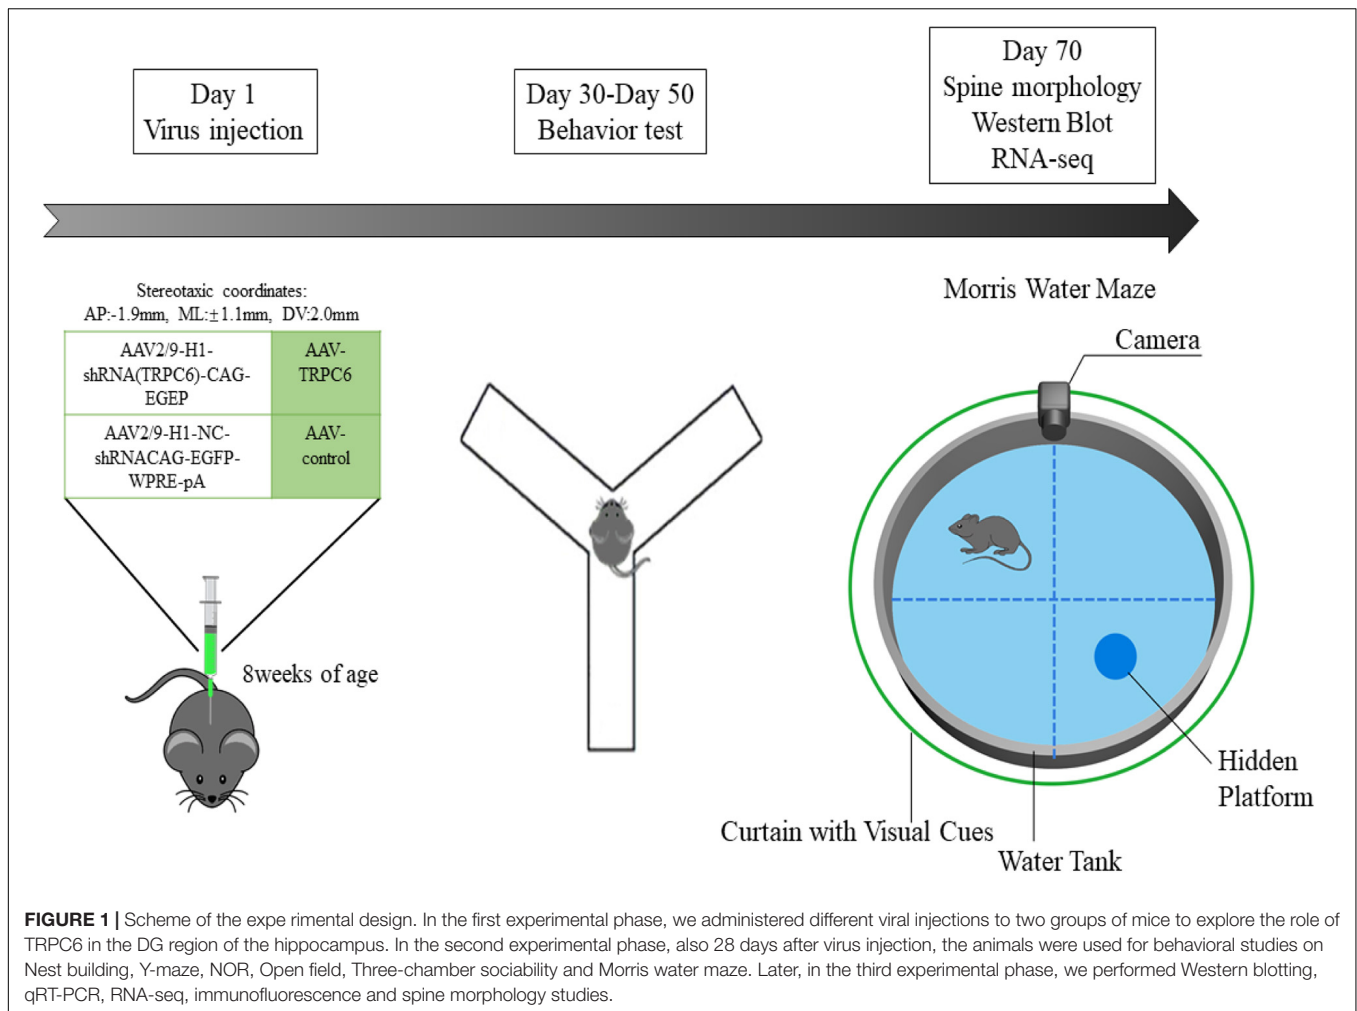 Day 1
Virus injection
Day 30-Day 50
Behavior test
Day 70
Spine morphology
Western Blot
RNA-seq
Stereotaxic coordinates:
AP:-1.9mm, ML:±1.1mm, DV:2.0mm
AAV2/9-H1-
shRNA(TRPC6)-CAG-
EGEP
AAV-
TRPC6
AAV2/9-H1-NC-
shRNACAG-EGFP-
WPRE-pA
AAV-
control
8weeks of age
Morris Water Maze
Camera
Hidden
Platform
Curtain with Visual Cues
Water Tank
FIGURE 1 | Scheme of the expe rimental design. In the first experimental phase, we administered different viral injections to two groups of mice to explore the role of
TRPC6 in the DG region of the hippocampus. In the second experimental phase, also 28 days after virus injection, the animals were used for behavioral studies on
Nest building, Y-maze, NOR, Open field, Three-chamber sociability and Morris water maze. Later, in the third experimental phase, we performed Western blotting,
qRT-PCR, RNA-seq, immunofluorescence and spine morphology studies.